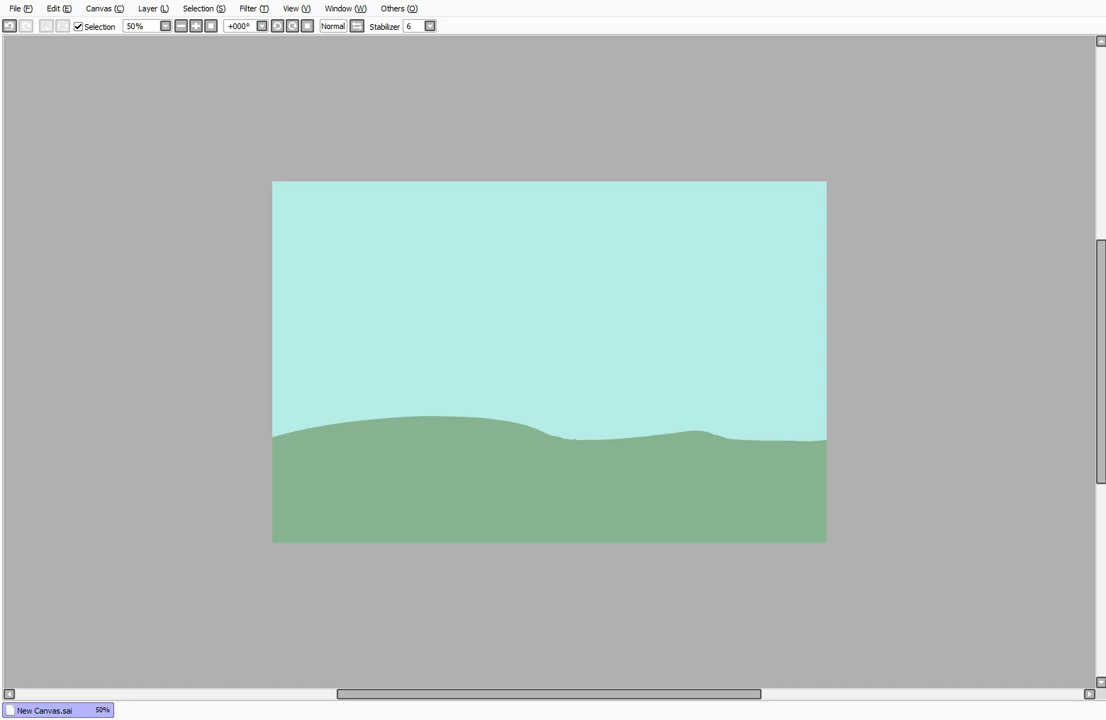 File (F) Edit (E) Canvas (C) Layer (L) Selection (S) Filter (T) View (V) Window (W) Others (O)
Selection 50% +000° Normal Stabilizer 6
New Canvas.sai 50%